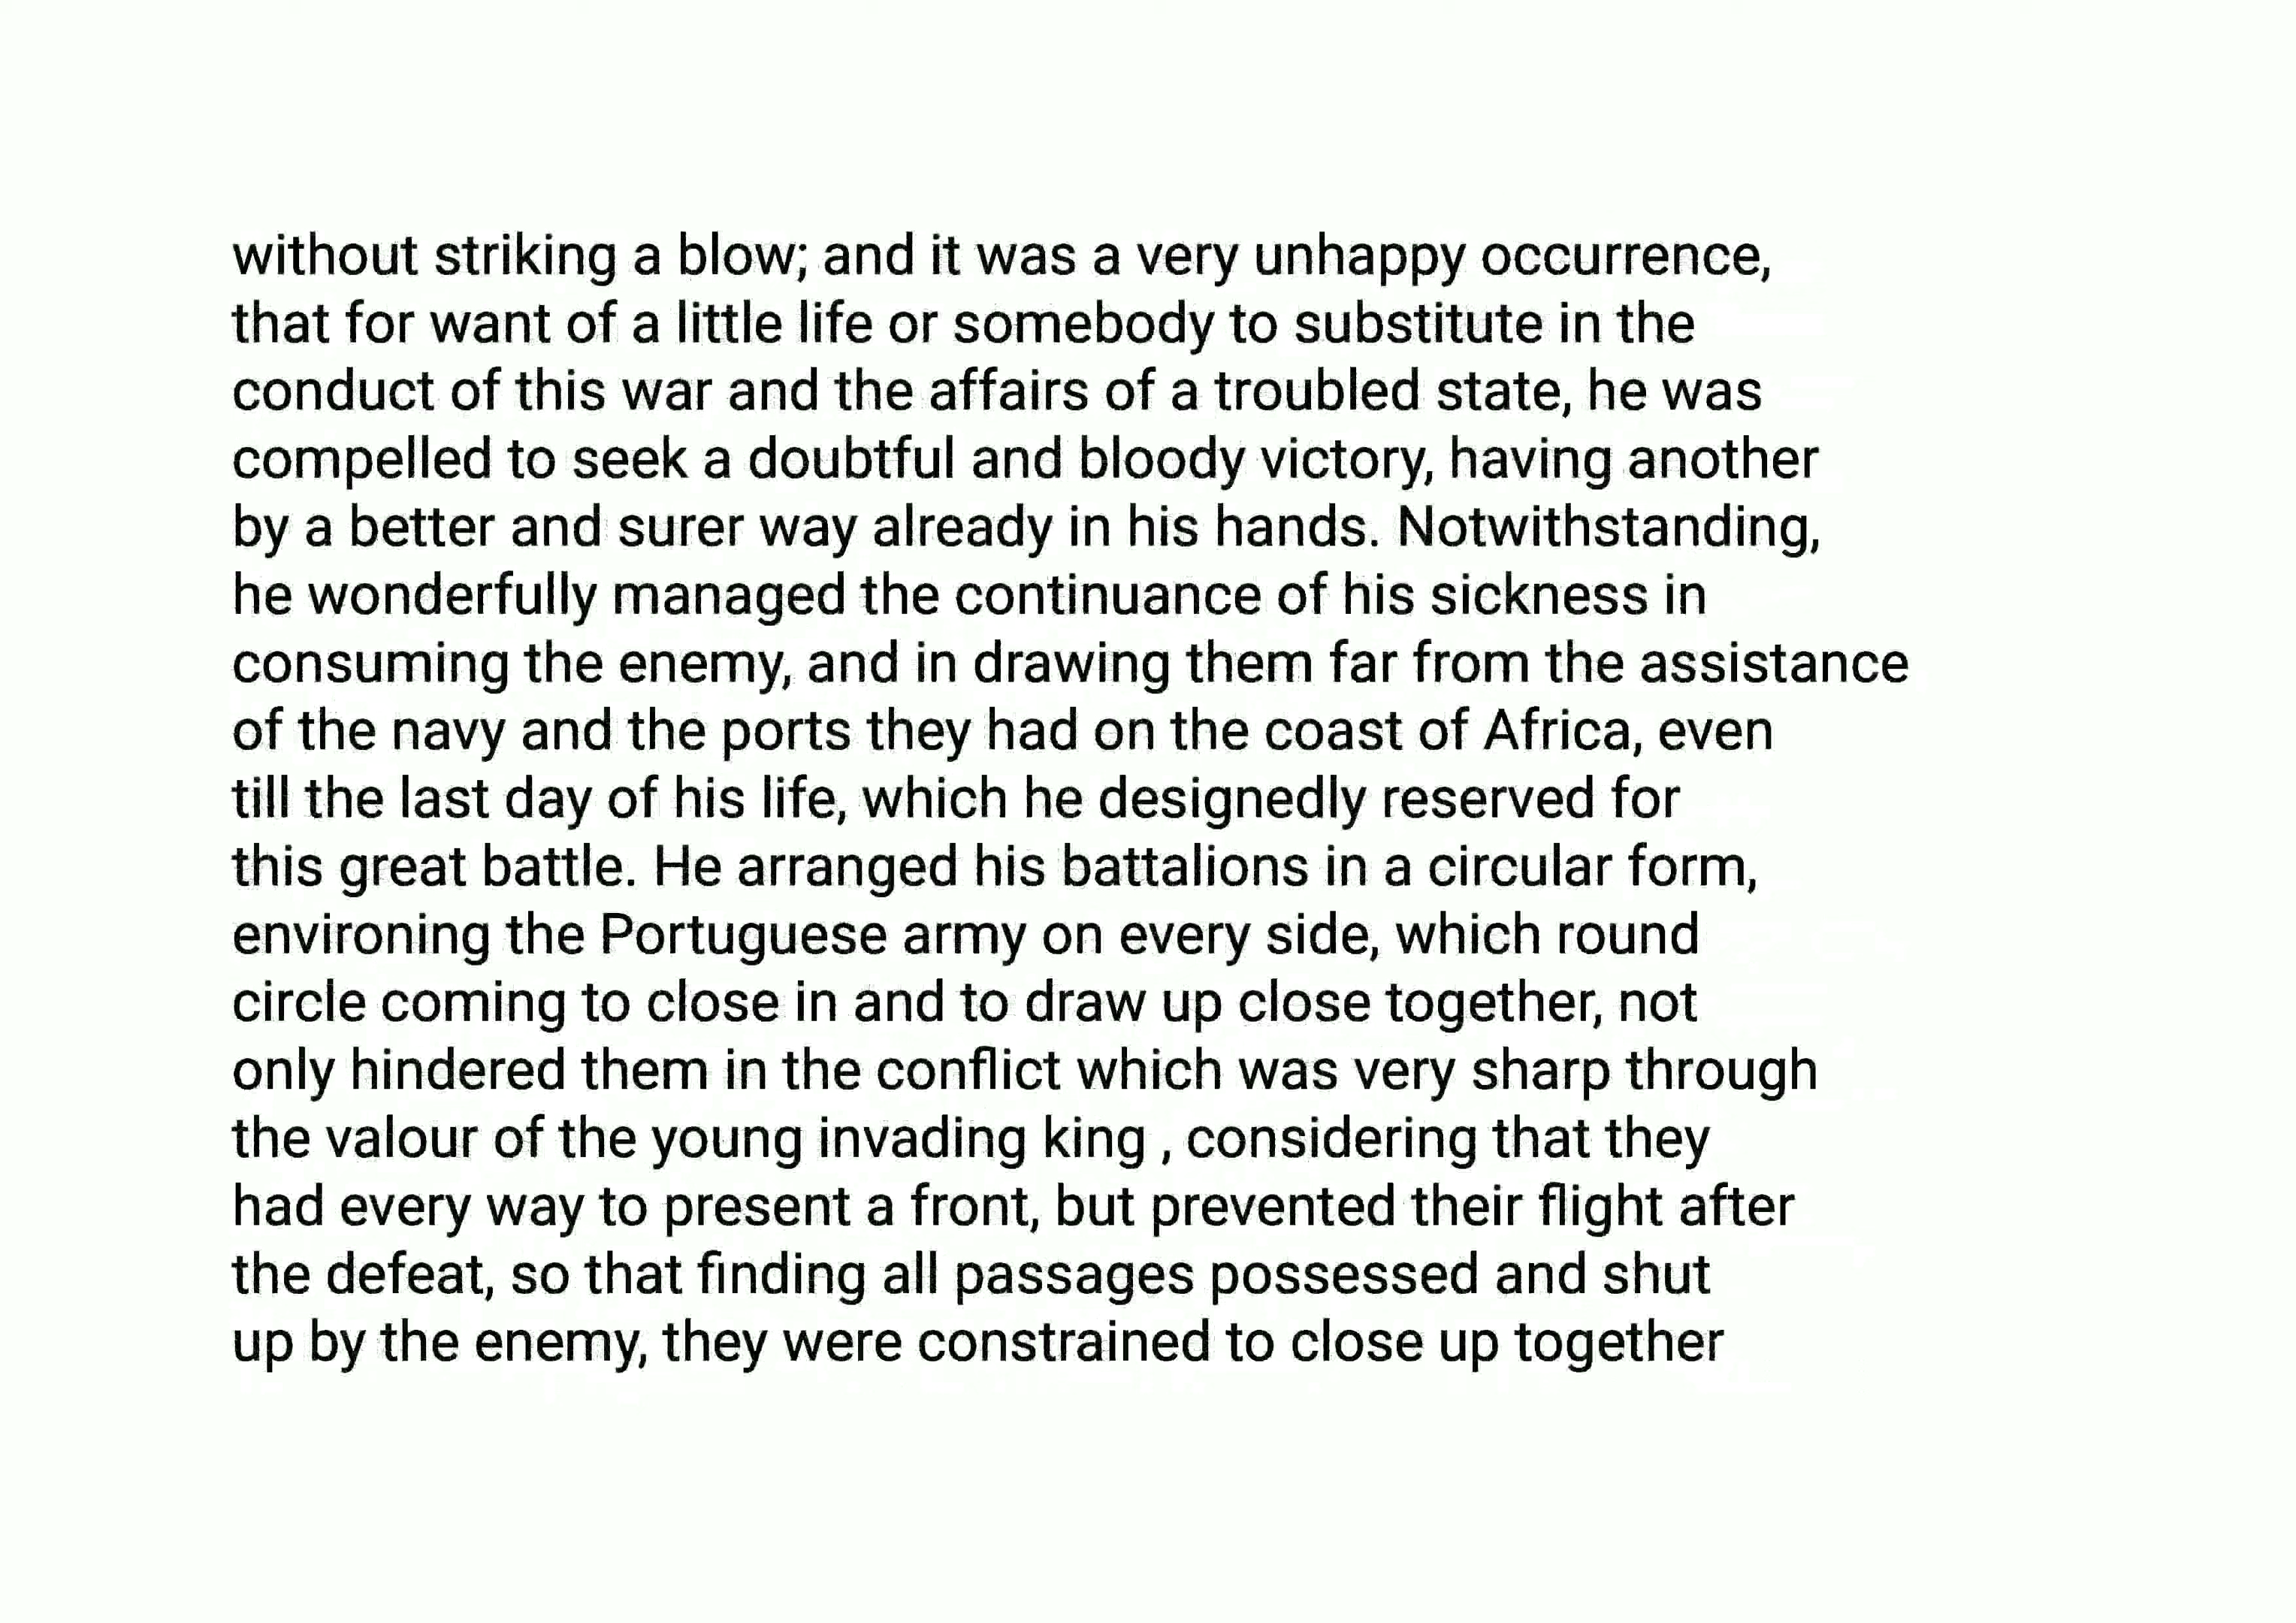 without striking a blow; and it was a very unhappy occurrence,
that for want of a little life or somebody to substitute in the
conduct of this war and the affairs of a troubled state, he was
compelled to seek a doubtful and bloody victory, having another
by a better and surer way already in his hands. Notwithstanding,
he wonderfully managed the continuance of his sickness in
consuming the enemy, and in drawing them far from the assistance
of the navy and the ports they had on the coast of Africa, even
till the last day of his life, which he designedly reserved for
this great battle. He arranged his battalions in a circular form,
environing the Portuguese army on every side, which round
circle coming to close in and to draw up close together, not
only hindered them in the conflict which was very sharp through
the valour of the young invading king , considering that they
had every way to present a front, but prevented their flight after
the defeat, so that finding all passages possessed and shut
up by the enemy, they were constrained to close up together